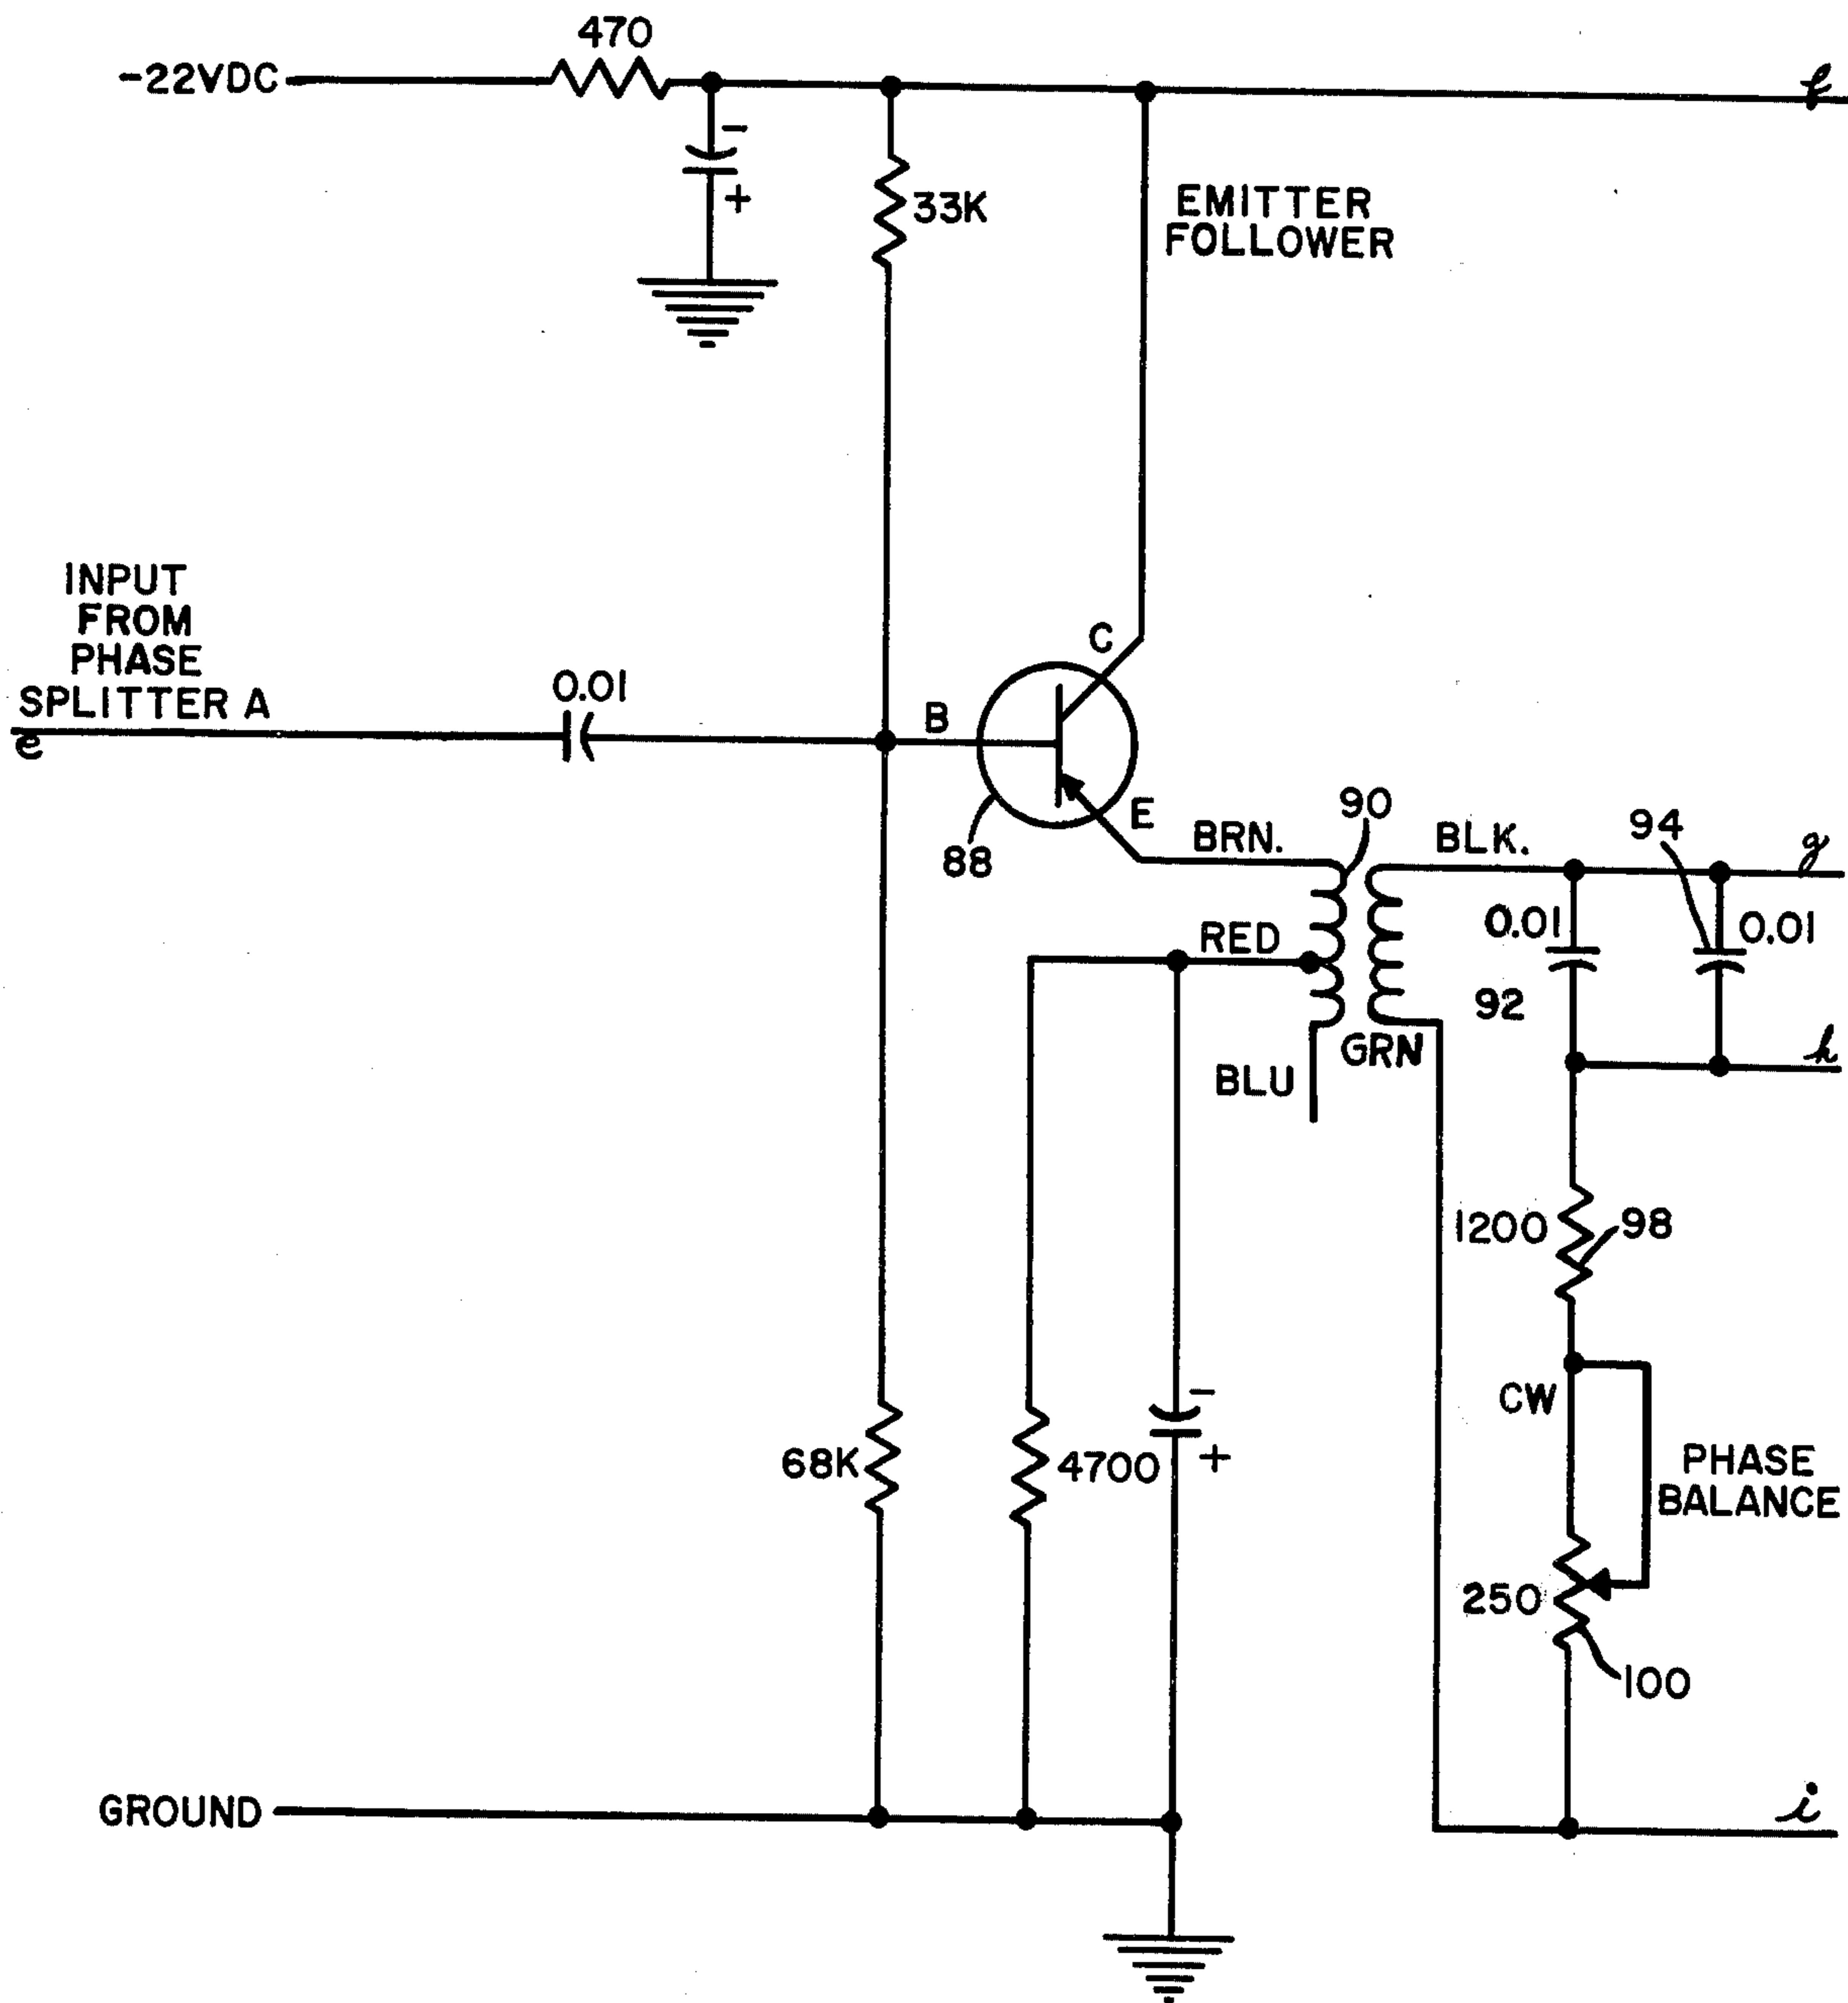 470
-22VDC
f
-
+
33K
EMITTER
FOLLOWER
INPUT
FROM
PHASE
SPLITTER A
e
0.01
B
C
E
88
BRN.
90
BLK.
94
g
RED
0.01
0.01
92
GRN
BLU
h
1200
98
CW
-
+
68K
4700
PHASE
BALANCE
250
100
GROUND
i